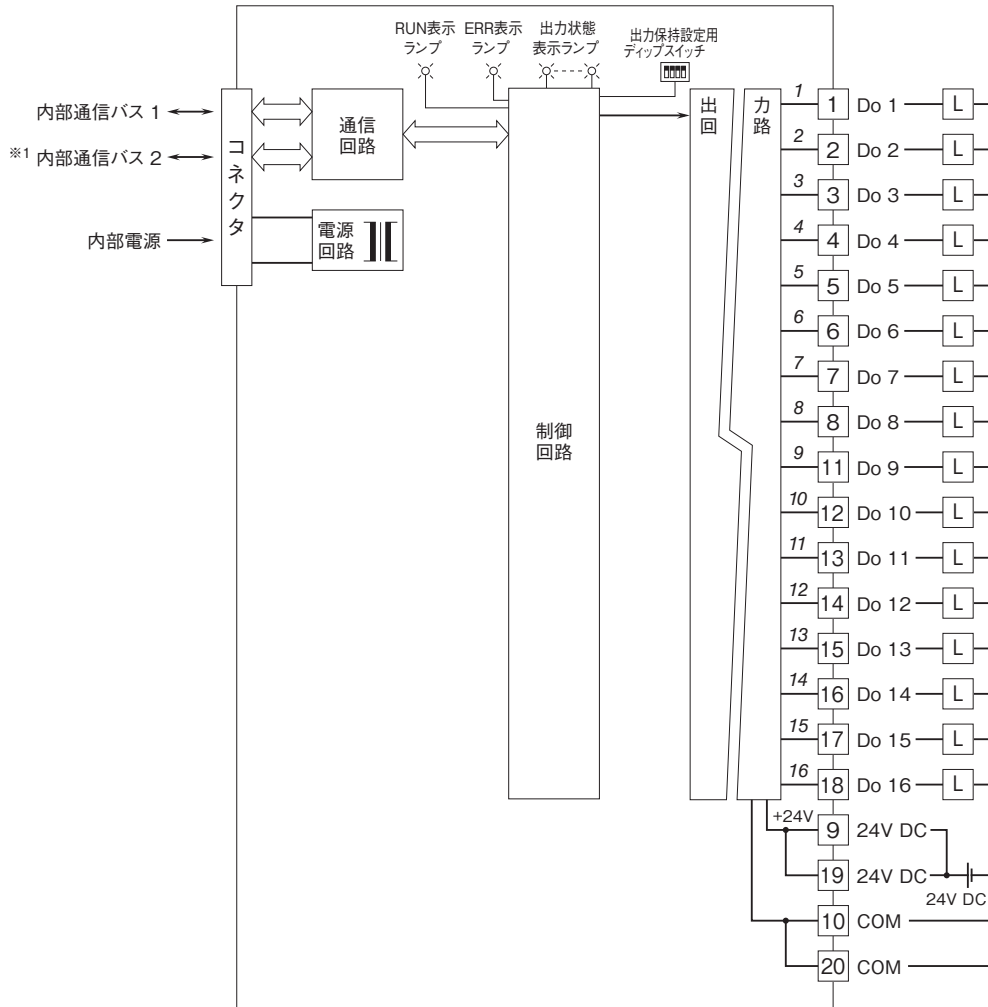 RUN表示
ランプ
ERR表示
ランプ
出力状態
表示ランプ
出力保持設定用
ディップスイッチ
内部通信バス 1
※1 内部通信バス 2
内部電源
コネクタ
通信
回路
電源
回路
制御
回路
出力
回路
1 1 Do 1 L
2 2 Do 2 L
3 3 Do 3 L
4 4 Do 4 L
5 5 Do 5 L
6 6 Do 6 L
7 7 Do 7 L
8 8 Do 8 L
9 11 Do 9 L
10 12 Do 10 L
11 13 Do 11 L
12 14 Do 12 L
13 15 Do 13 L
14 16 Do 14 L
15 17 Do 15 L
16 18 Do 16 L
+24V 9 24V DC
19 24V DC
24V DC
10 COM
20 COM